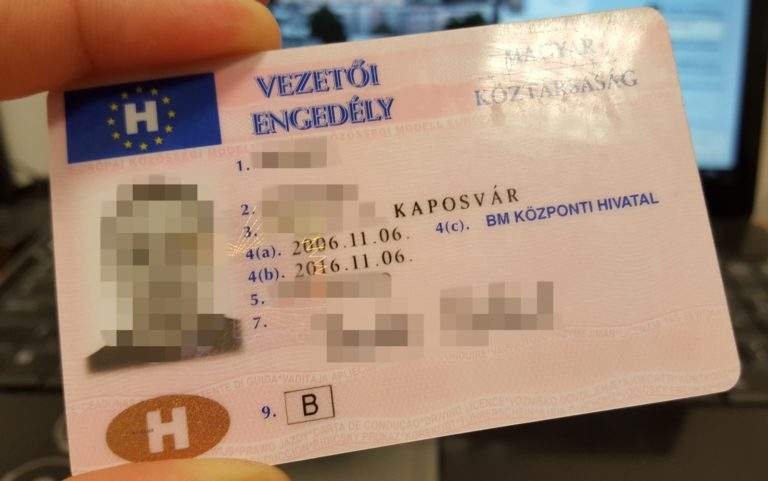 H
VEZETŐI
ENGEDÉLY
MAGYAR
KÖZTÁRSASÁG
1.
2.
3. KAPOSVÁR
4(a). 2006.11.06. 4(c). BM KÖZPONTI HIVATAL
4(b). 2016.11.06.
5.
7.
9. B
H